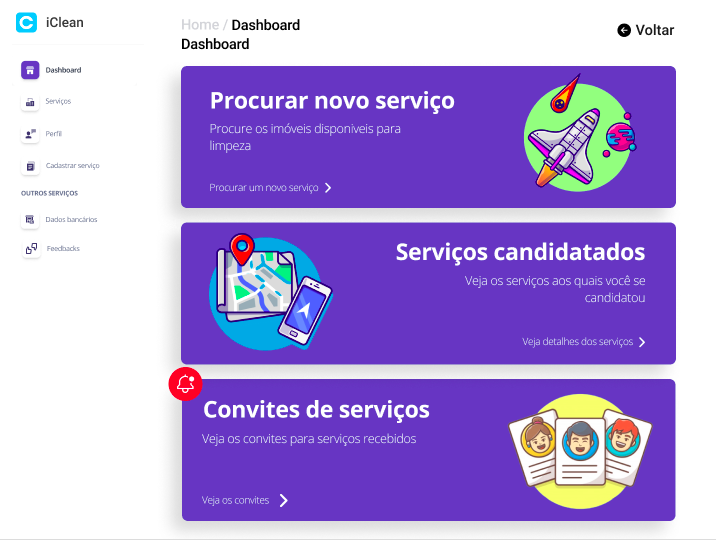 iClean
Dashboard
Serviços
Perfil
Cadastrar serviço
OUTROS SERVIÇOS
Dados bancários
Feedbacks
Home / Dashboard
Dashboard
Voltar
Procurar novo serviço
Procure os imóveis disponiveis para
limpeza
Procurar um novo serviço
Serviços candidatados
Veja os serviços aos quais você se
candidatou
Veja detalhes dos serviços
Convites de serviços
Veja os convites para serviços recebidos
Veja os convites